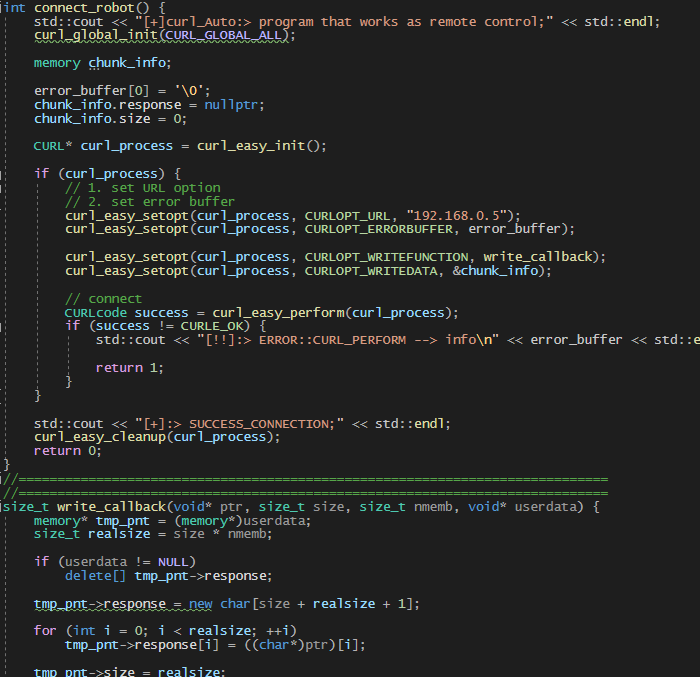 int connect_robot() {
std::cout << "[+]curl_Auto:> program that works as remote control;" << std::endl;
curl_global_init(CURL_GLOBAL_ALL);
memory chunk_info;
error_buffer[0] = '\0';
chunk_info.response = nullptr;
chunk_info.size = 0;
CURL* curl_process = curl_easy_init();
if (curl_process) {
// 1. set URL option
// 2. set error buffer
curl_easy_setopt(curl_process, CURLOPT_URL, "192.168.0.5");
curl_easy_setopt(curl_process, CURLOPT_ERRORBUFFER, error_buffer);
curl_easy_setopt(curl_process, CURLOPT_WRITEFUNCTION, write_callback);
curl_easy_setopt(curl_process, CURLOPT_WRITEDATA, &chunk_info);
// connect
CURLcode success = curl_easy_perform(curl_process);
if (success != CURLE_OK) {
std::cout << "[!!]:> ERROR::CURL_PERFORM --> info\n" << error_buffer << std::e
return 1;
}
}
std::cout << "[+]:> SUCCESS_CONNECTION;" << std::endl;
curl_easy_cleanup(curl_process);
return 0;
}
//============================================================================
//============================================================================
size_t write_callback(void* ptr, size_t size, size_t nmemb, void* userdata) {
memory* tmp_pnt = (memory*)userdata;
size_t realsize = size * nmemb;
if (userdata != NULL)
delete[] tmp_pnt->response;
tmp_pnt->response = new char[size + realsize + 1];
for (int i = 0; i < realsize; ++i)
tmp_pnt->response[i] = ((char*)ptr)[i];
tmp_pnt->size = realsize;